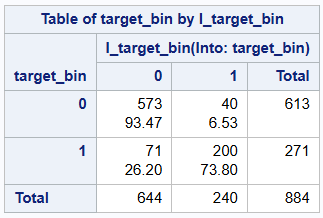 Table of target_bin by I_target_bin
I_target_bin(Into: target_bin)
target_bin 0 1 Total
0 573 40 613
93.47 6.53
1 71 200 271
26.20 73.80
Total 644 240 884